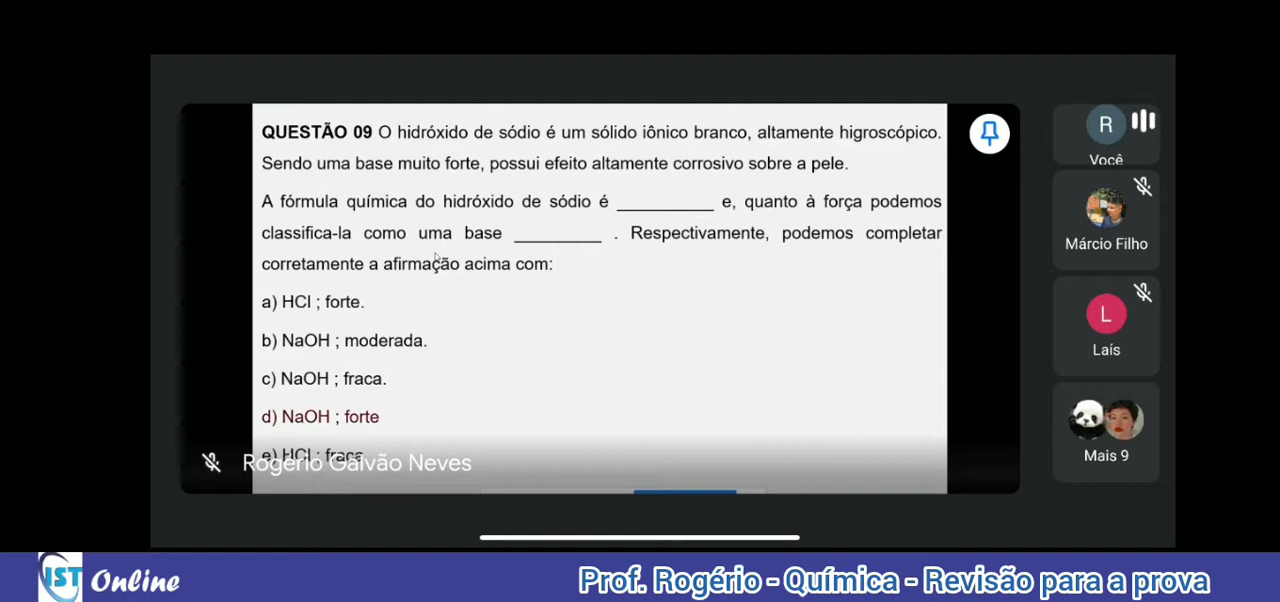 QUESTÃO 09 O hidróxido de sódio é um sólido iônico branco, altamente higroscópico.
Sendo uma base muito forte, possui efeito altamente corrosivo sobre a pele.
A fórmula química do hidróxido de sódio é __________ e, quanto à força podemos
classifica-la como uma base _________ . Respectivamente, podemos completar
corretamente a afirmação acima com:
a) HCl ; forte.
b) NaOH ; moderada.
c) NaOH ; fraca.
d) NaOH ; forte
e) HCl ; fraca
Rogério Galvão Neves
R
Você
Márcio Filho
L
Laís
Mais 9
IST Online
Prof. Rogério - Química - Revisão para a prova